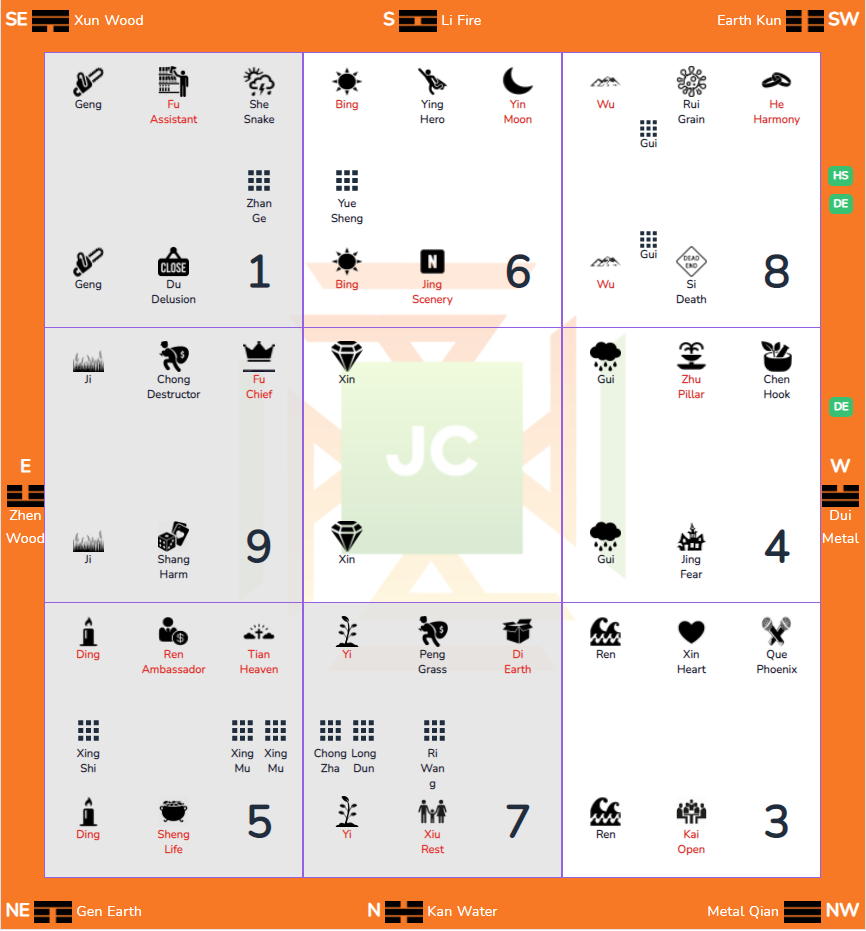 SE Xun Wood
S Li Fire
Earth Kun SW
Geng
Fu
Assistant
She
Snake
Zhan
Ge
Geng
CLOSE
Du
Delusion
1
Bing
Ying
Hero
Yin
Moon
Yue
Sheng
Bing
N
Jing
Scenery
6
Wu
Gui
Rui
Grain
He
Harmony
Gui
Wu
DEAD
END
Si
Death
8
HS
DE
Ji
Chong
Destructor
Fu
Chief
Ji
Shang
Harm
9
Xin
JC
Xin
Gui
Zhu
Pillar
Chen
Hook
Gui
Jing
Fear
4
DE
E
Zhen
Wood
W
Dui
Metal
Ding
Ren
Ambassador
Tian
Heaven
Xing
Shi
Xing
Mu
Xing
Mu
Ding
Sheng
Life
5
Yi
Peng
Grass
Di
Earth
Chong
Zha
Long
Dun
Ri
Wan
g
Yi
Xiu
Rest
7
Ren
Xin
Heart
Que
Phoenix
Ren
Kai
Open
3
NE Gen Earth
N Kan Water
Metal Qian NW